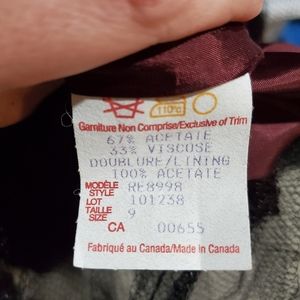 110°c
Garniture Non Comprise/Exclusive of Trim
67% ACETATE
33% VISCOSE
DOUBLURE/LINING
100% ACETATE
MODÈLE
STYLE RE8998
LOT 101238
TAILLE
SIZE 9
CA 00655
Fabriqué au Canada/Made in Canada